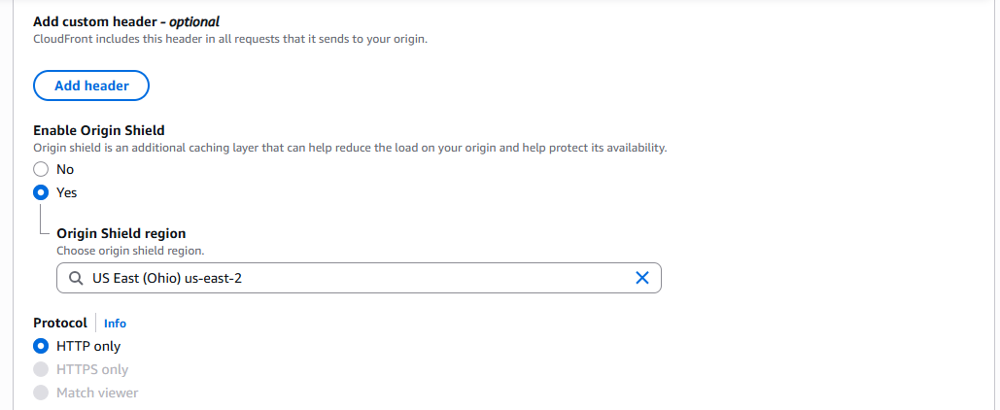 Add custom header - optional
CloudFront includes this header in all requests that it sends to your origin.
Add header
Enable Origin Shield
Origin shield is an additional caching layer that can help reduce the load on your origin and help protect its availability.
No
Yes
Origin Shield region
Choose origin shield region.
US East (Ohio) us-east-2
Protocol Info
HTTP only
HTTPS only
Match viewer